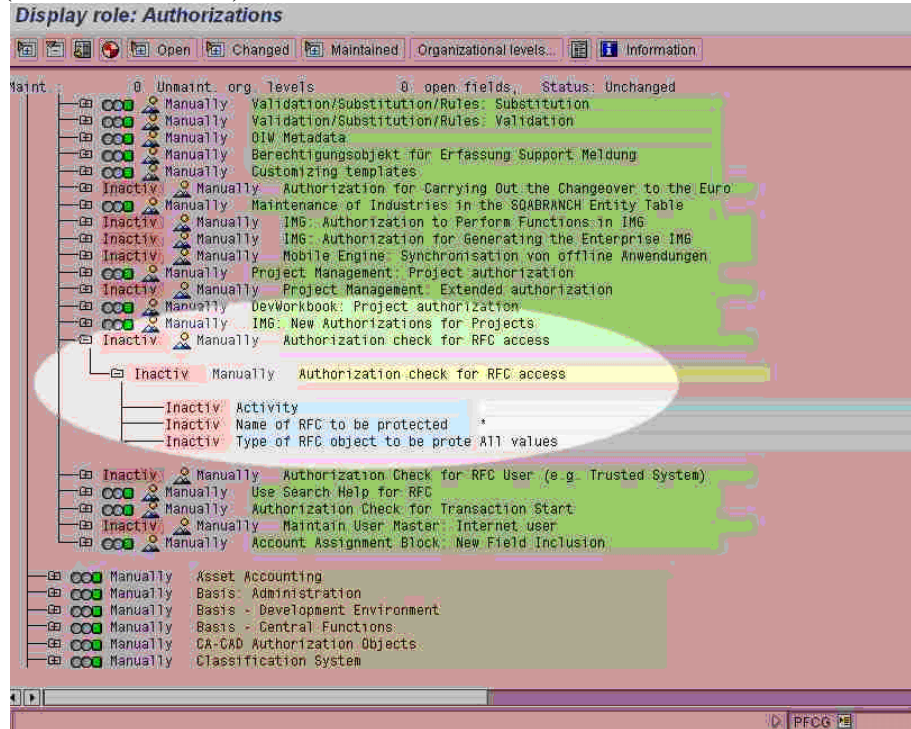 Display role: Authorizations
Open Changed Maintained Organizational levels... Information
Maint.: 0 Unmaint. org. levels 0 open fields, Status: Unchanged
Manually Validation/Substitution/Rules: Substitution
Manually Validation/Substitution/Rules: Validation
Manually OIW Metadata
Manually Berechtigungsobjekt für Erfassung Support Meldung
Manually Customizing templates
Inactiv Manually Authorization for Carrying Out the Changeover to the Euro
Manually Maintenance of Industries in the SQABRANCH Entity Table
Inactiv Manually IMG: Authorization to Perform Functions in IMG
Inactiv Manually IMG: Authorization for Generating the Enterprise IMG
Inactiv Manually Mobile Engine: Synchronisation von offline Anwendungen
Manually Project Management: Project authorization
Inactiv Manually Project Management: Extended authorization
Manually DevWorkbook: Project authorization
Manually IMG: New Authorizations for Projects
Inactiv Manually Authorization check for RFC access
Inactiv Manually Authorization check for RFC access
Inactiv Activity
Inactiv Name of RFC to be protected *
Inactiv Type of RFC object to be prote All values
Inactiv Manually Authorization Check for RFC User (e.g. Trusted System)
Manually Use Search Help for RFC
Manually Authorization Check for Transaction Start
Inactiv Manually Maintain User Master: Internet user
Manually Account Assignment Block: New Field Inclusion
Manually Asset Accounting
Manually Basis: Administration
Manually Basis - Development Environment
Manually Basis - Central Functions
Manually CA-CAD Authorization Objects
Manually Classification System
PFCG